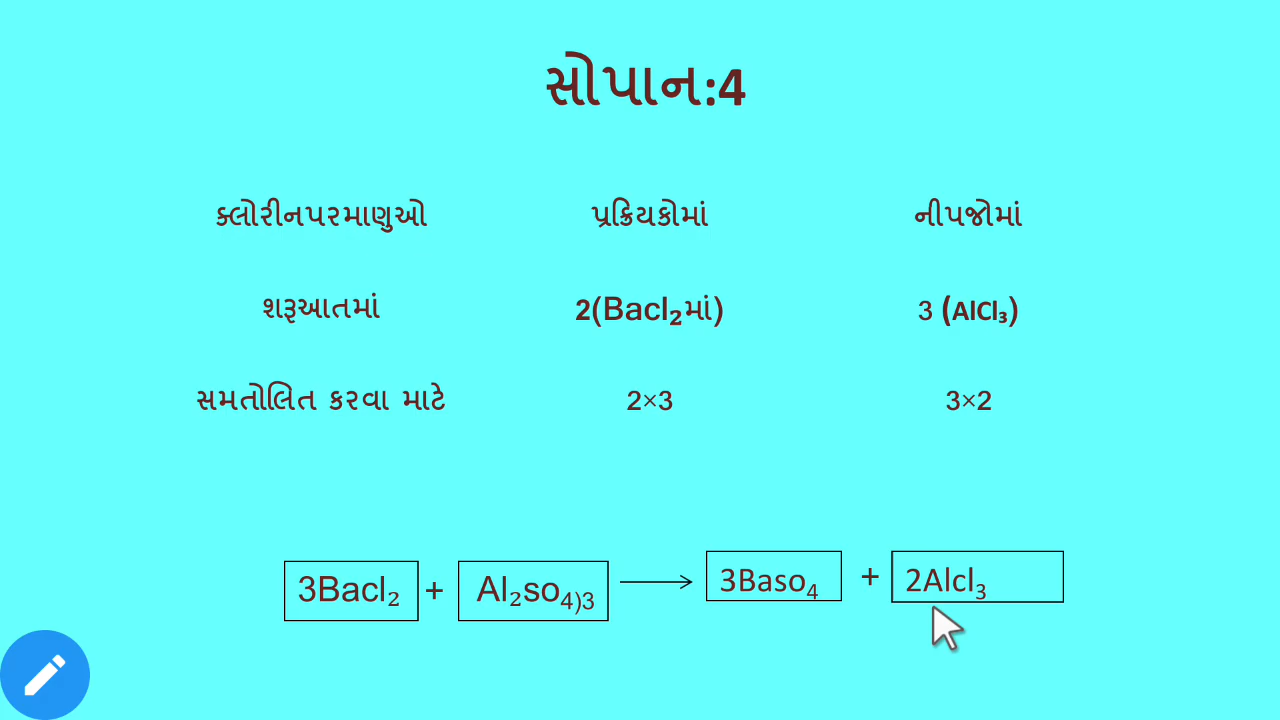 સોપાન:4
ક્લોરીનપરમાણુઓ પ્રક્રિયકોમાં નીપજોમાં
શરૂઆતમાં 2(Bacl₂માં) 3 (AlCl₃)
સમતોલિત કરવા માટે 2×3 3×2
3Bacl₂ + Al₂so₄₎₃ ⟶ 3Baso₄ + 2Alcl₃